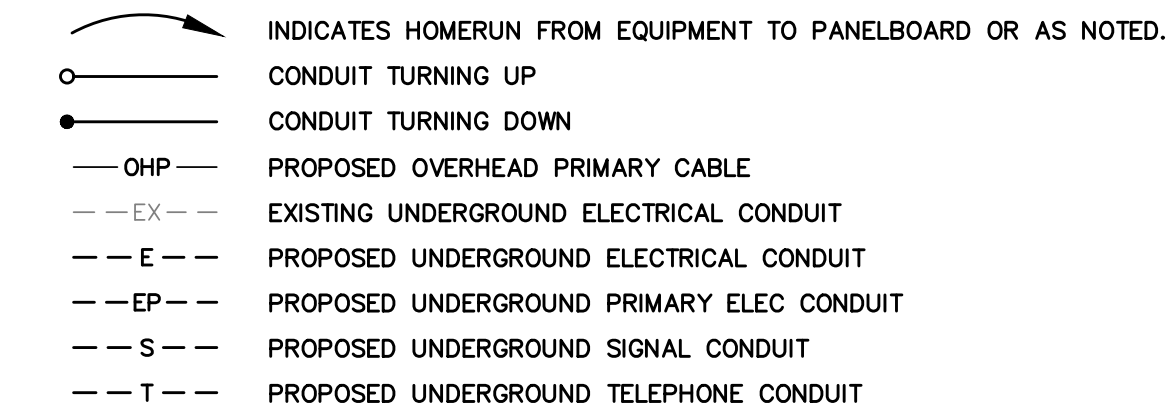 INDICATES HOMERUN FROM EQUIPMENT TO PANELBOARD OR AS NOTED.
CONDUIT TURNING UP
CONDUIT TURNING DOWN
OHP PROPOSED OVERHEAD PRIMARY CABLE
EX EXISTING UNDERGROUND ELECTRICAL CONDUIT
E PROPOSED UNDERGROUND ELECTRICAL CONDUIT
EP PROPOSED UNDERGROUND PRIMARY ELEC CONDUIT
S PROPOSED UNDERGROUND SIGNAL CONDUIT
T PROPOSED UNDERGROUND TELEPHONE CONDUIT